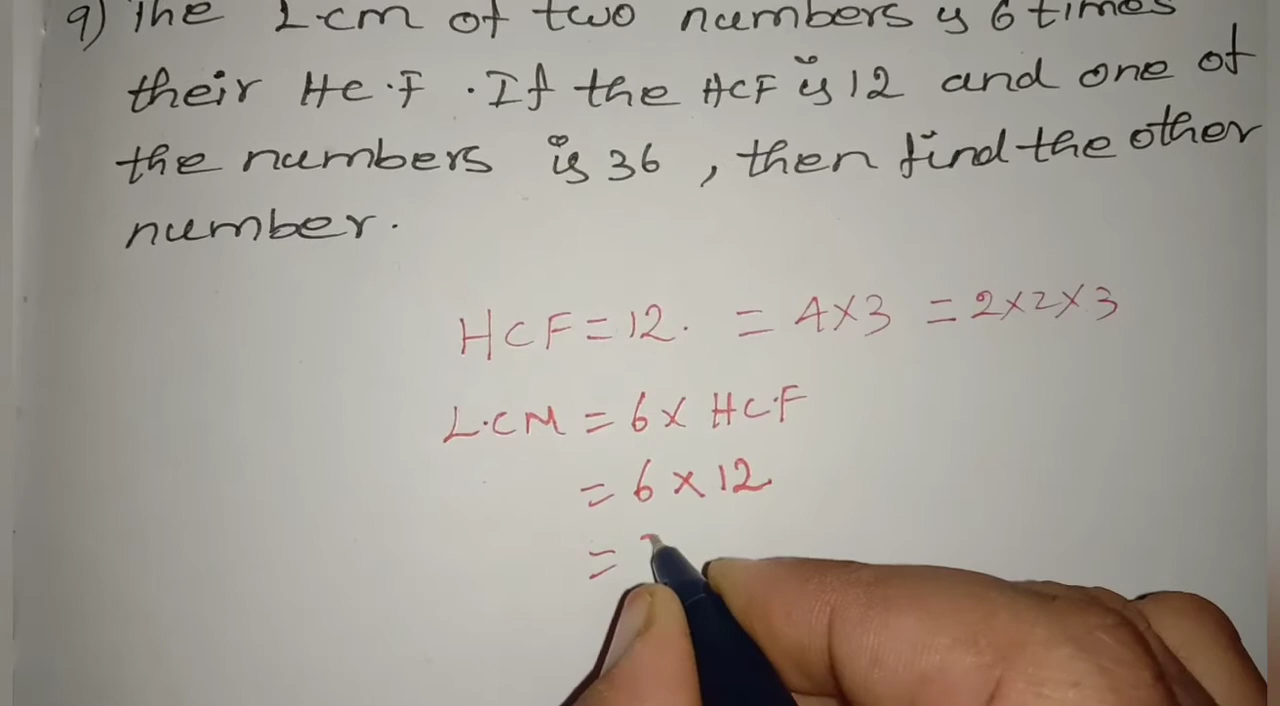 9) The Lcm of two numbers is 6 times
their HC.F. If the HCF is 12 and one of
the numbers is 36, then find the other
number.
HCF = 12. = 4 × 3 = 2×2×3
L.CM = 6 × HCF
= 6 × 12
=